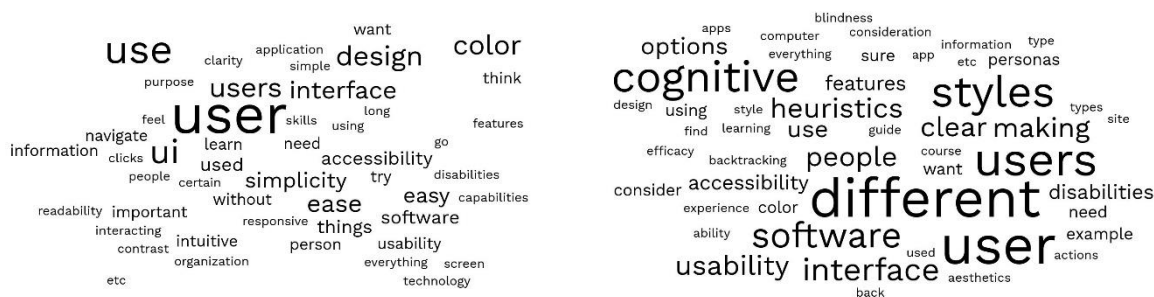 want
use
application
design
color
clarity
simple
think
purpose
users interface
long
user
feel
skills
using
features
navigate
learn
need
go
information
clicks
ui
used
accessibility
people
certain
simplicity
try
disabilities
without
easy
capabilities
readability
important
ease
software
interacting
responsive
things
contrast
intuitive
person
usability
organization
everything
screen
etc
technology
blindness
apps
computer
consideration
options
everything
sure
app
information
type
etc
personas
cognitive
features
styles
design
using
style
heuristics
types
find
learning
use
guide
clear making
site
efficacy
backtracking
people
course
want
users
consider
accessibility
different
disabilities
experience
color
need
ability
software
used
user
example
actions
usability
interface
aesthetics
back